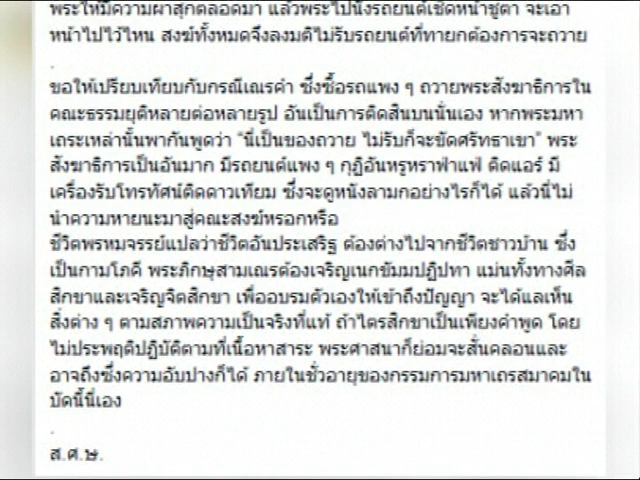 พระให้มีความผาสุกตลอดมา แล้วพระไปนั่งรถยนต์เชิดหน้าชูตา จะเอา
หน้าไปไว้ไหน สงฆ์ทั้งหมดจึงลงมติไม่รับรถยนต์ที่ทายกต้องการจะถวาย
.
ขอให้เปรียบเทียบกับกรณีเณรคำ ซึ่งซื้อรถแพง ๆ ถวายพระสังฆาธิการใน
คณะธรรมยุติหลายต่อหลายรูป อันเป็นการติดสินบนนั่นเอง หากพระมหา
เถระเหล่านั้นพากันพูดว่า “นี่เป็นของถวาย ไม่รับก็จะขัดศรัทธาเขา” พระ
สังฆาธิการเป็นอันมาก มีรถยนต์แพง ๆ กุฏิอันหรูหราฟ่าแฟ่ ติดแอร์ มี
เครื่องรับโทรทัศน์ติดดาวเทียม ซึ่งจะดูหนังลามกอย่างไรก็ได้ แล้วนี่ไม่
นำความหายนะมาสู่คณะสงฆ์หรอกหรือ
ชีวิตพรหมจรรย์แปลว่าชีวิตอันประเสริฐ ต้องต่างไปจากชีวิตชาวบ้าน ซึ่ง
เป็นกามโภคี พระภิกษุสามเณรต้องเจริญเนกขัมมปฏิปทา แม่นทั้งทางศีล
สิกขาและเจริญจิตสิกขา เพื่ออบรมตัวเองให้เข้าถึงปัญญา จะได้แลเห็น
สิ่งต่าง ๆ ตามสภาพความเป็นจริงที่แท้ ถ้าไตรสิกขาเป็นเพียงคำพูด โดย
ไม่ประพฤติปฏิบัติตามที่เนื้อหาสาระ พระศาสนาก็ย่อมจะสั่นคลอนและ
อาจถึงซึ่งความอับปางก็ได้ ภายในชั่วอายุของกรรมการมหาเถรสมาคมใน
บัดนี้นี่เอง
.
ส.ศ.ษ.